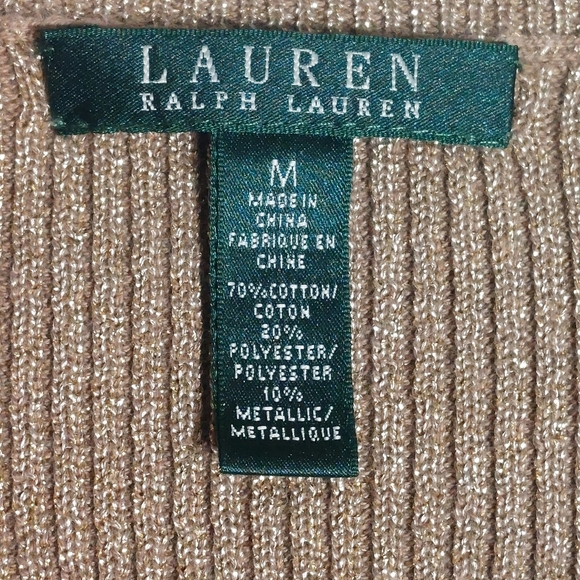 LAUREN
RALPH LAUREN
M
MADE IN
CHINA
FABRIQUE EN
CHINE
70% COTTON/
COTON
20%
POLYESTER/
POLYESTER
10%
METALLIC/
METALLIQUE